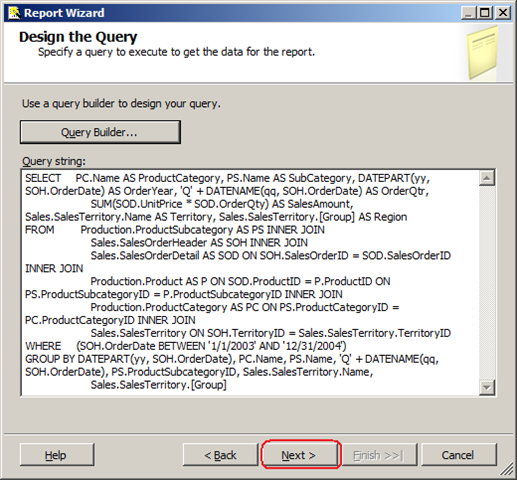 Report Wizard
Design the Query
Specify a query to execute to get the data for the report.
Use a query builder to design your query.
Query Builder...
Query string:
SELECT PC.Name AS ProductCategory, PS.Name AS SubCategory, DATEPART(yy,
SOH.OrderDate) AS OrderYear, 'Q' + DATENAME(qq, SOH.OrderDate) AS OrderQtr,
SUM(SOD.UnitPrice * SOD.OrderQty) AS SalesAmount,
Sales.SalesTerritory.Name AS Territory, Sales.SalesTerritory.[Group] AS Region
FROM Production.ProductSubcategory AS PS INNER JOIN
Sales.SalesOrderHeader AS SOH INNER JOIN
Sales.SalesOrderDetail AS SOD ON SOH.SalesOrderID = SOD.SalesOrderID
INNER JOIN
Production.Product AS P ON SOD.ProductID = P.ProductID ON
PS.ProductSubcategoryID = P.ProductSubcategoryID INNER JOIN
Production.ProductCategory AS PC ON PS.ProductCategoryID =
PC.ProductCategoryID INNER JOIN
Sales.SalesTerritory ON SOH.TerritoryID = Sales.SalesTerritory.TerritoryID
WHERE (SOH.OrderDate BETWEEN '1/1/2003' AND '12/31/2004')
GROUP BY DATEPART(yy, SOH.OrderDate), PC.Name, PS.Name, 'Q' + DATENAME(qq,
SOH.OrderDate), PS.ProductSubcategoryID, Sales.SalesTerritory.Name,
Sales.SalesTerritory.[Group]
Help
< Back
Next >
Finish >>|
Cancel